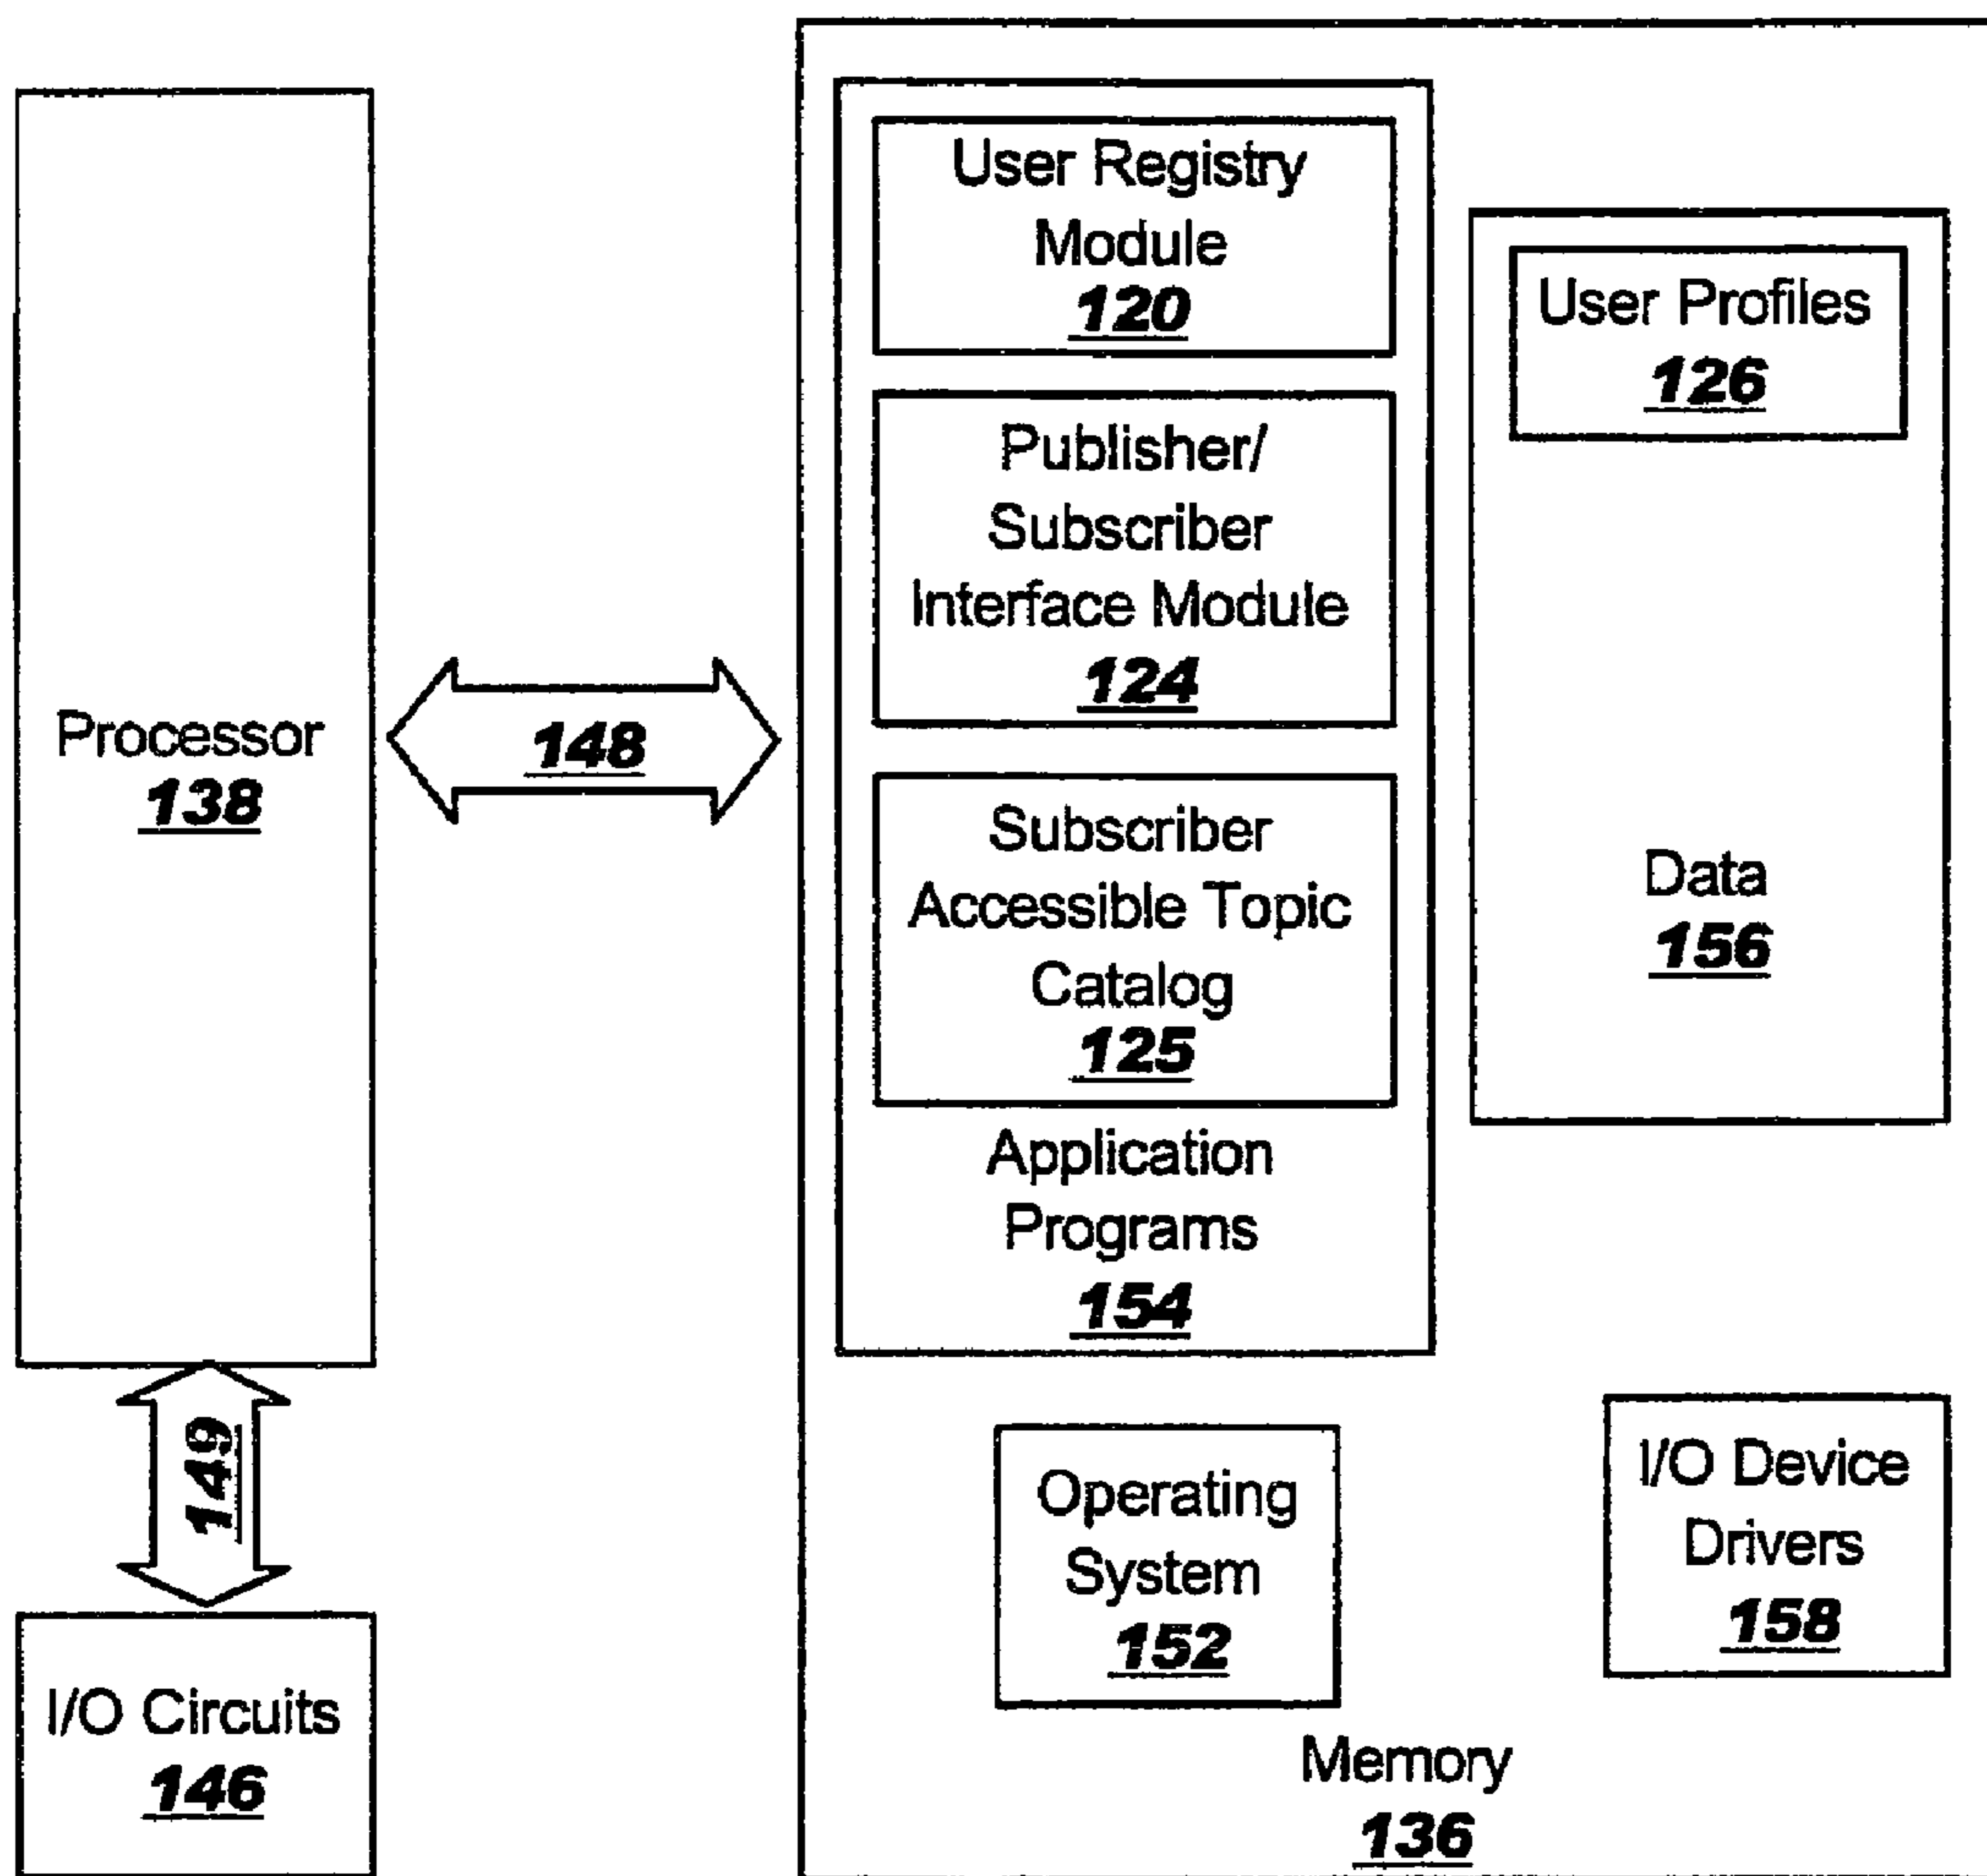 Processor
138
148
149
I/O Circuits
146
User Registry
Module
120
Publisher/
Subscriber
Interface Module
124
Subscriber
Accessible Topic
Catalog
125
Application
Programs
154
User Profiles
126
Data
156
Operating
System
152
I/O Device
Drivers
158
Memory
136